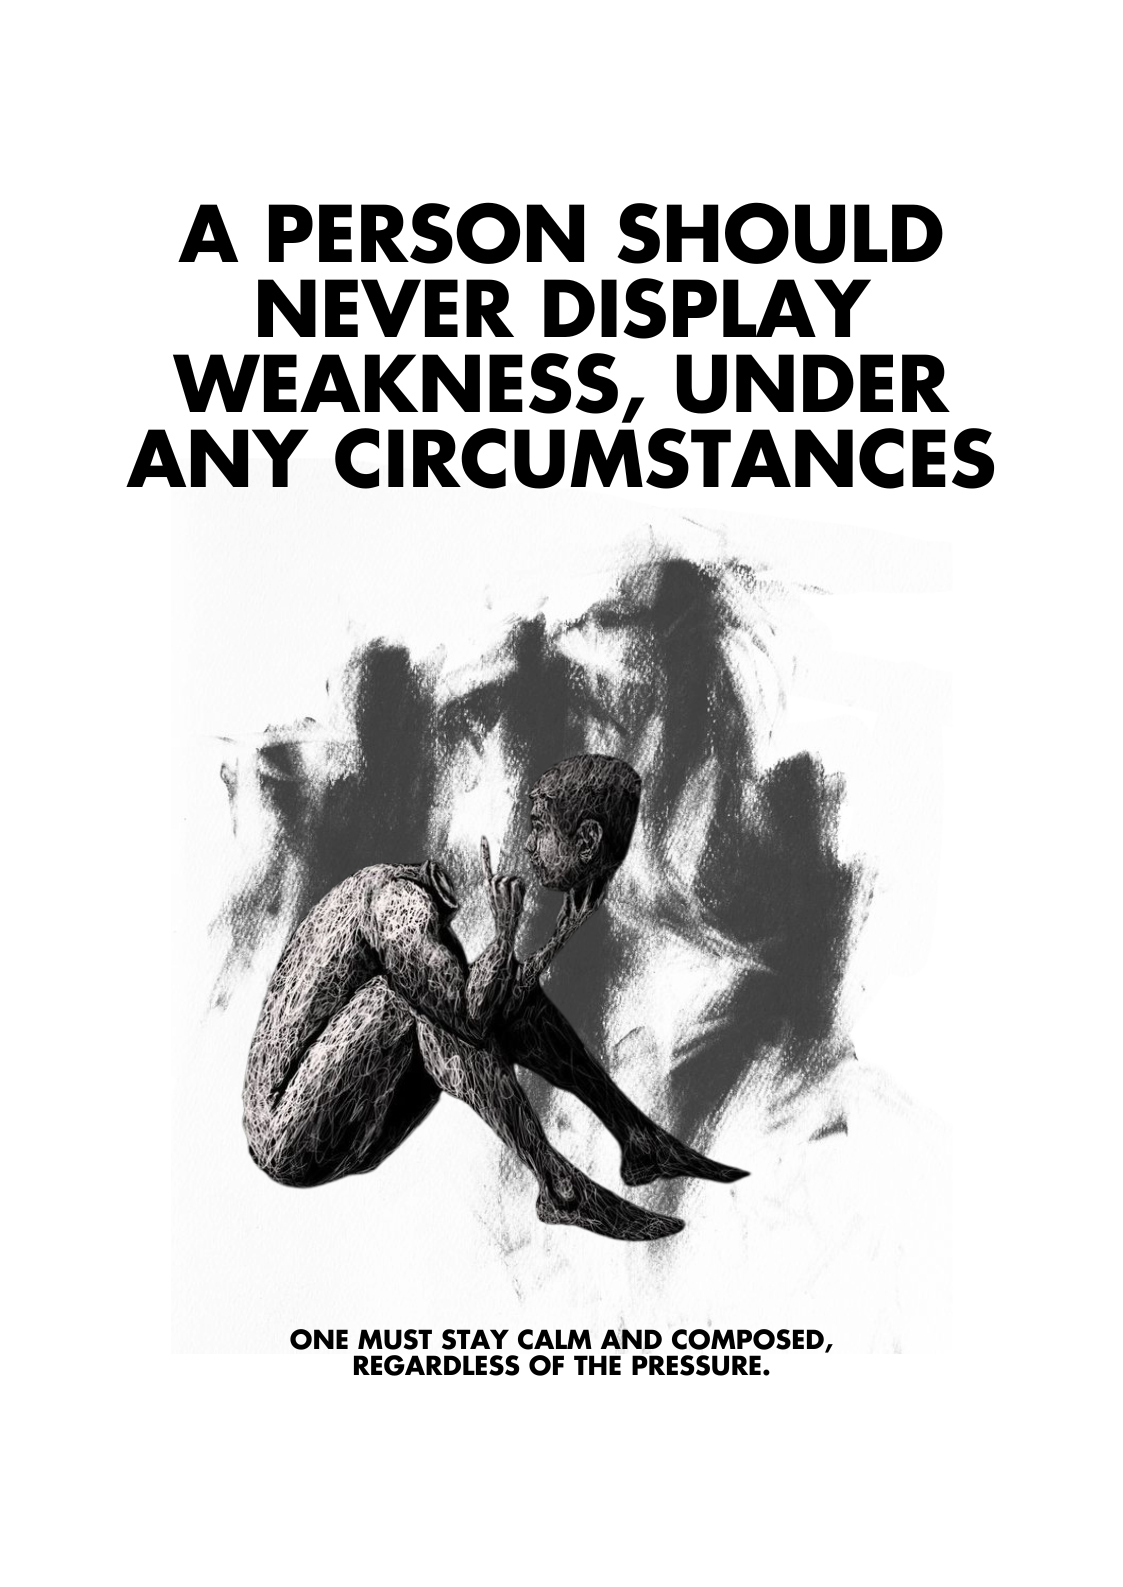 A PERSON SHOULD
NEVER DISPLAY
WEAKNESS, UNDER
ANY CIRCUMSTANCES
ONE MUST STAY CALM AND COMPOSED,
REGARDLESS OF THE PRESSURE.